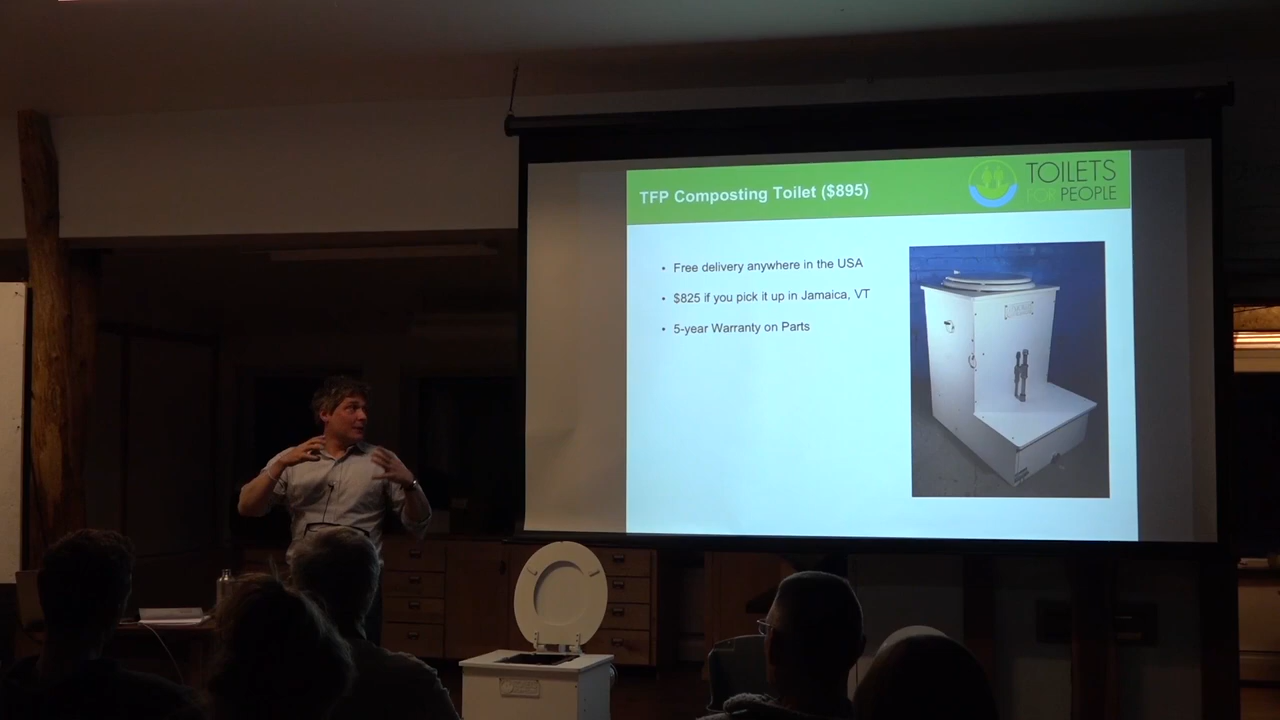 TFP Composting Toilet ($895)
TOILETS
FOR PEOPLE
• Free delivery anywhere in the USA
• $825 if you pick it up in Jamaica, VT
• 5-year Warranty on Parts